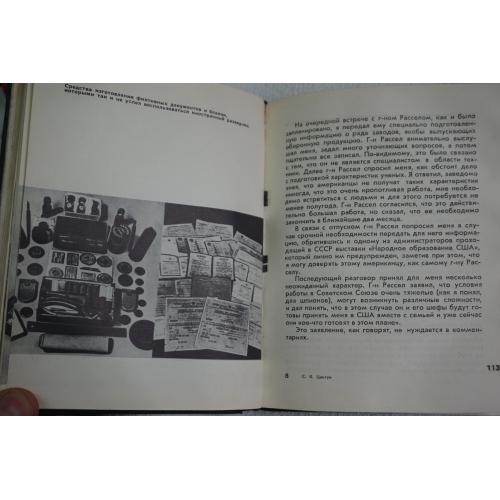 Средства изготовления фиктивных документов и бланки,
которыми так и не успел воспользоваться иностранный разведчик
На очередной встрече с г-ном Расселом, как и была
запланировано, я передал ему специально подготовлен-
ную информацию о ряде заводов, якобы выпускающих
оборонную продукцию. Г-н Рассел внимательно выслу-
шал меня, задал много уточняющих вопросов, а потом
тщательно все записал. По-видимому, это было связано
с тем, что он не является специалистом в области тех-
ники. Далее г-н Рассел спросил меня, как обстоит дело
с подготовкой характеристик ученых. Я ответил, заведомо
зная, что американцы не получат таких характеристик
никогда, что это очень кропотливая работа, мне необхо-
димо встретиться с людьми и для этого потребуется не
менее полугода. Г-н Рассел согласился, что это действи-
тельно большая работа, но сказал, что ее необходимо
закончить в ближайшие два месяца.
В связи с отпуском г-н Рассел попросил меня в слу-
чае срочной необходимости передать для него информа-
цию, обратившись к одному из администраторов прохо-
дящей в СССР выставки «Народное образование США»,
который лично им предупрежден, заметив при этом, что
я могу доверять этому американцу, как самому г-ну Рас-
селу.
Последующий разговор принял для меня несколько
неожиданный характер. Г-н Рассел заявил, что условия
работы в Советском Союзе очень тяжелые (как я понял,
для шпионов), могут возникнуть различные сложности,
и дал понять, что в этом случае он и его шефы будут го-
товы принять меня в США вместе с семьей и уже сейчас
они «кое-что готовят в этом плане».
Это заявление, как говорят, не нуждается в коммен-
тариях.
8 С. К. Цвигун
113